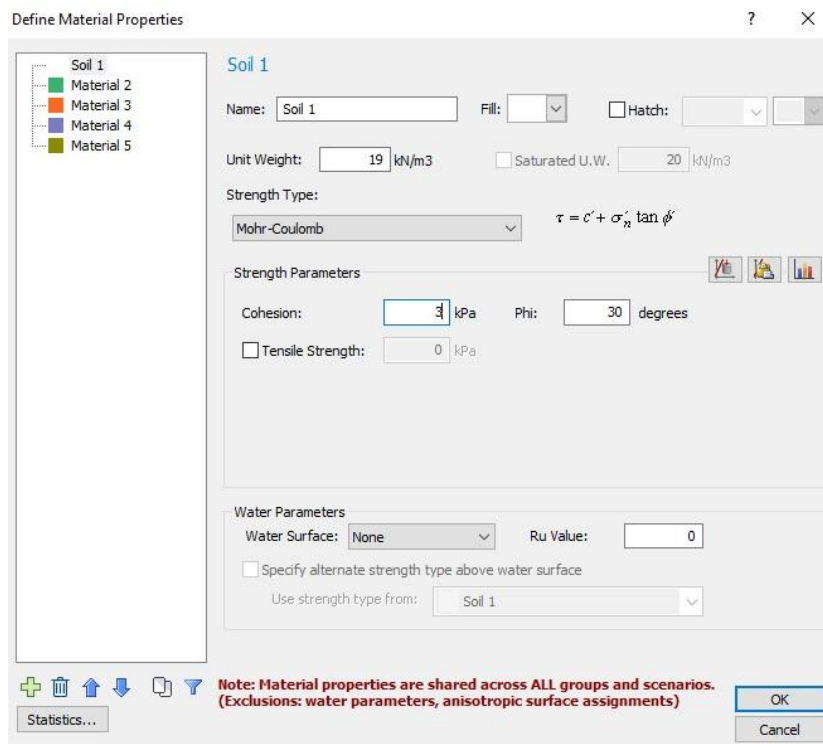 Define Material Properties
? X
Soil 1
Material 2
Material 3
Material 4
Material 5
Soil 1
Name: Soil 1 Fill: Hatch:
Unit Weight: 19 kN/m3 Saturated U.W. 20 kN/m3
Strength Type:
Mohr-Coulomb τ = c′ + σ′n tan ϕ′
Strength Parameters
Cohesion: 3 kPa Phi: 30 degrees
Tensile Strength: 0 kPa
Water Parameters
Water Surface: None Ru Value: 0
Specify alternate strength type above water surface
Use strength type from: Soil 1
Note: Material properties are shared across ALL groups and scenarios.
(Exclusions: water parameters, anisotropic surface assignments)
Statistics...
OK
Cancel